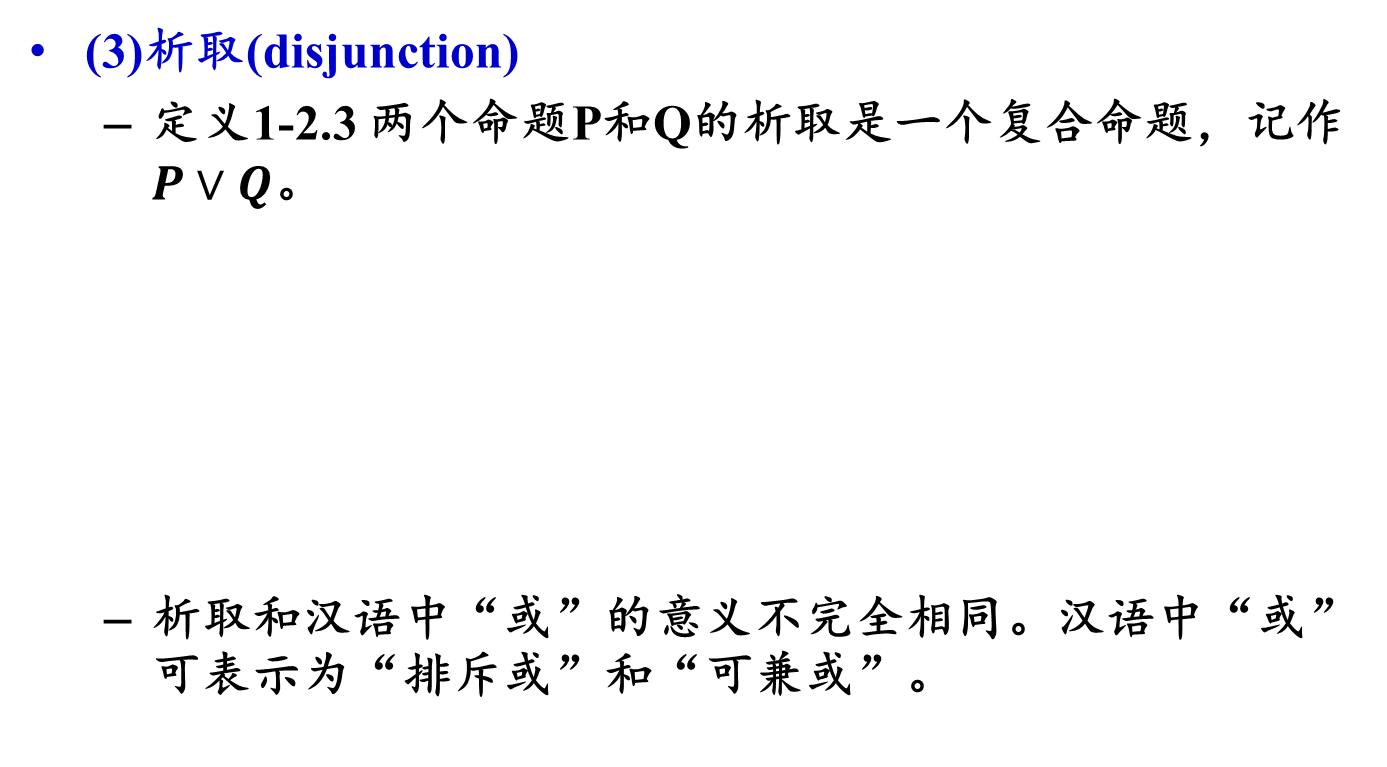 • (3)析取(disjunction)
– 定义1-2.3 两个命题P和Q的析取是一个复合命题，记作
P ∨ Q。
– 析取和汉语中“或”的意义不完全相同。汉语中“或”
可表示为“排斥或”和“可兼或”。